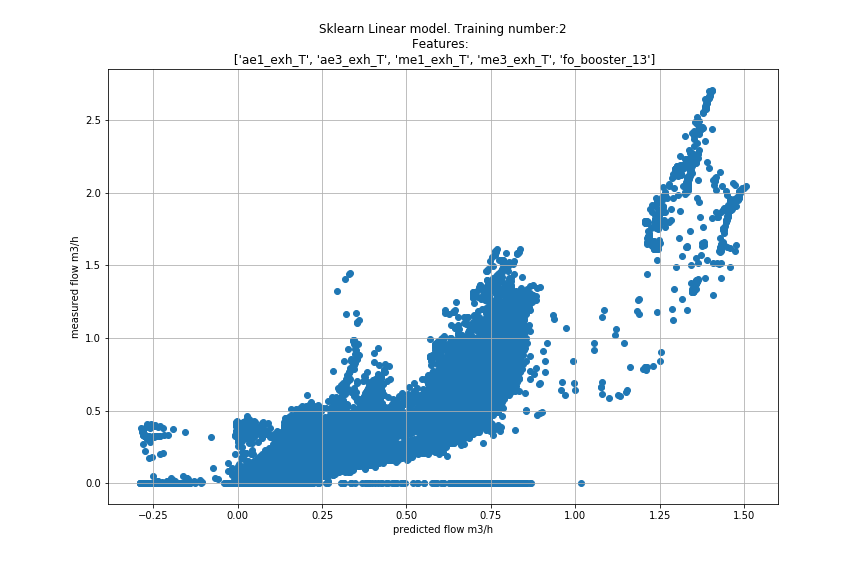 Sklearn Linear model. Training number:2
Features:
['ae1_exh_T', 'ae3_exh_T', 'me1_exh_T', 'me3_exh_T', 'fo_booster_13']
measured flow m3/h
2.5
2.0
1.5
1.0
0.5
0.0
−0.25 0.00 0.25 0.50 0.75 1.00 1.25 1.50
predicted flow m3/h